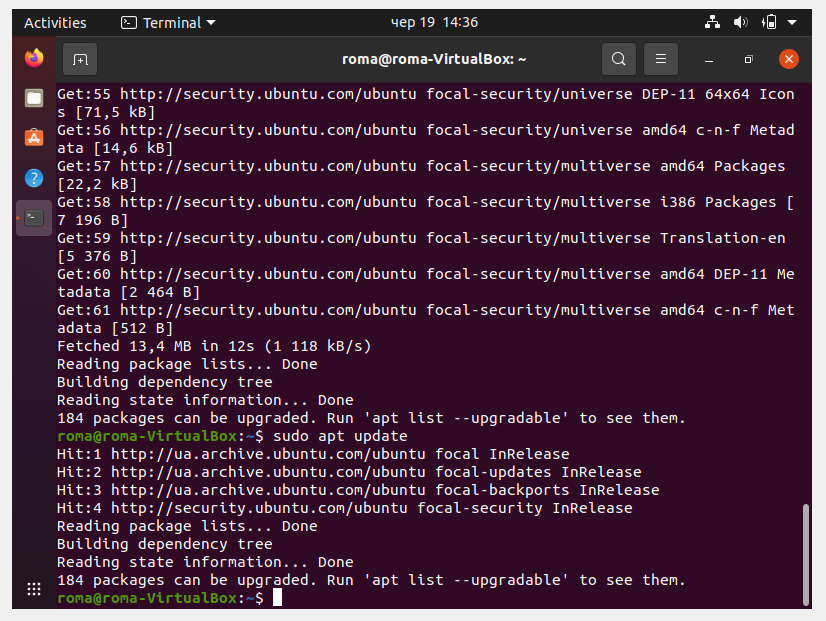 Activities
Terminal
чер 19 14:36
roma@roma-VirtualBox: ~
Get:55 http://security.ubuntu.com/ubuntu focal-security/universe DEP-11 64x64 Icon
s [71,5 kB]
Get:56 http://security.ubuntu.com/ubuntu focal-security/universe amd64 c-n-f Metad
ata [14,6 kB]
Get:57 http://security.ubuntu.com/ubuntu focal-security/multiverse amd64 Packages
[22,2 kB]
Get:58 http://security.ubuntu.com/ubuntu focal-security/multiverse i386 Packages [
7 196 B]
Get:59 http://security.ubuntu.com/ubuntu focal-security/multiverse Translation-en
[5 376 B]
Get:60 http://security.ubuntu.com/ubuntu focal-security/multiverse amd64 DEP-11 Me
tadata [2 464 B]
Get:61 http://security.ubuntu.com/ubuntu focal-security/multiverse amd64 c-n-f Met
adata [512 B]
Fetched 13,4 MB in 12s (1 118 kB/s)
Reading package lists... Done
Building dependency tree
Reading state information... Done
184 packages can be upgraded. Run 'apt list --upgradable' to see them.
roma@roma-VirtualBox:~$ sudo apt update
Hit:1 http://ua.archive.ubuntu.com/ubuntu focal InRelease
Hit:2 http://ua.archive.ubuntu.com/ubuntu focal-updates InRelease
Hit:3 http://ua.archive.ubuntu.com/ubuntu focal-backports InRelease
Hit:4 http://security.ubuntu.com/ubuntu focal-security InRelease
Reading package lists... Done
Building dependency tree
Reading state information... Done
184 packages can be upgraded. Run 'apt list --upgradable' to see them.
roma@roma-VirtualBox:~$